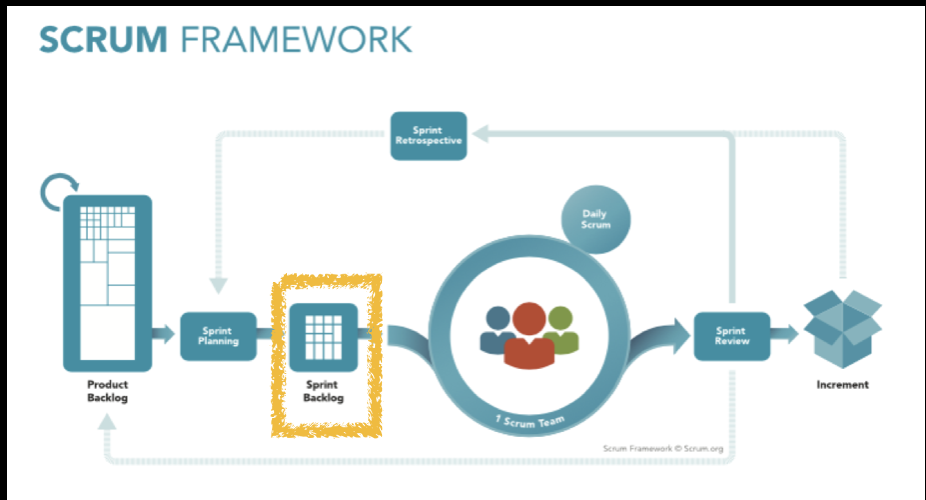 SCRUM FRAMEWORK
Sprint
Retrospective
Daily
Scrum
Sprint
Planning
Sprint
Review
Product
Backlog
Sprint
Backlog
1 Scrum Team
Increment
Scrum Framework © Scrum.org